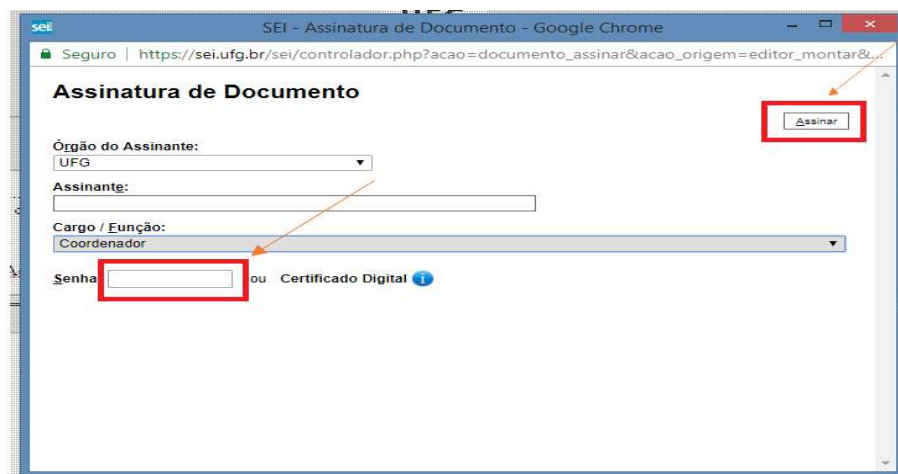 sei! SEI - Assinatura de Documento - Google Chrome
Seguro | https://sei.ufg.br/sei/controlador.php?acao=documento_assinar&acao_origem=editor_montar&...
Assinatura de Documento
Assinar
Órgão do Assinante:
UFG
Assinante:
Cargo / Função:
Coordenador
Senha ou Certificado Digital